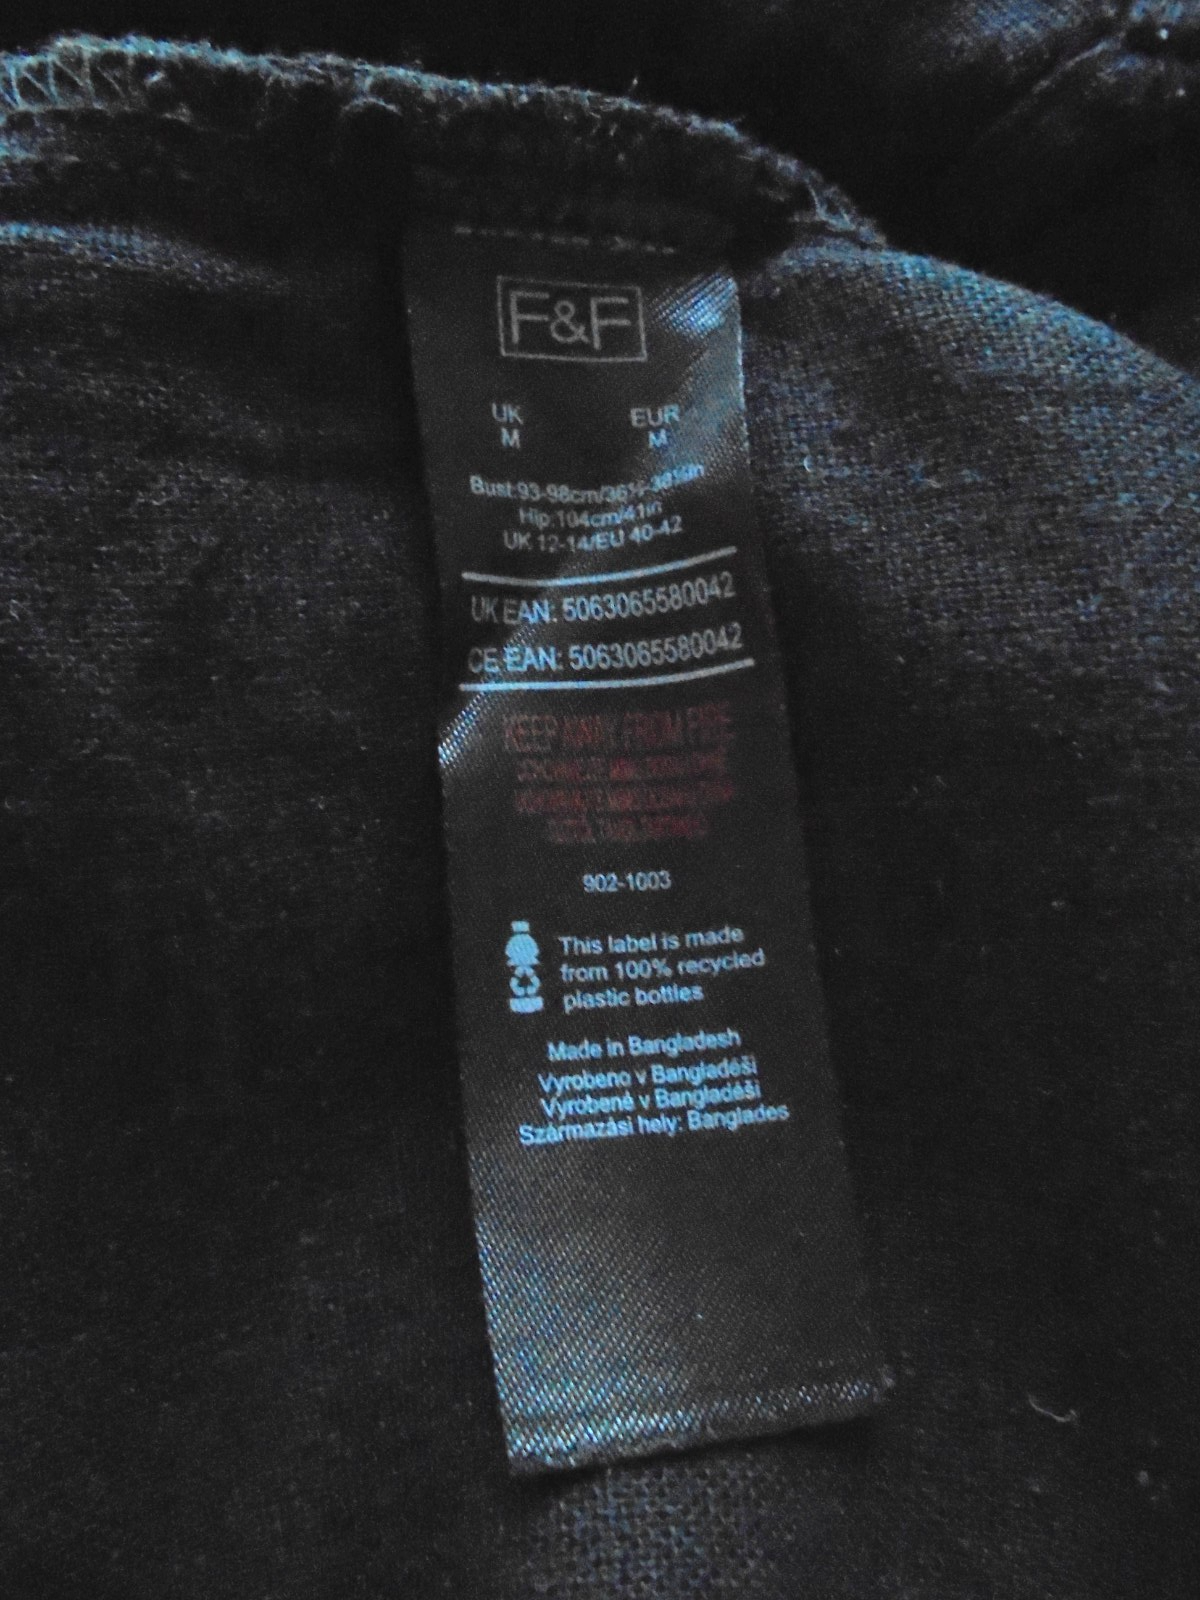 F&F
UK EUR
M M
Bust:93-98cm/36½-38½in
Hip:104cm/41in
UK 12-14/EU 40-42
UK EAN: 5063065580042
CE EAN: 5063065580042
KEEP AWAY FROM FIRE
902-1003
This label is made
from 100% recycled
plastic bottles
Made in Bangladesh
Vyrobeno v Bangladéši
Vyrobené v Bangladéši
Származási hely: Banglades